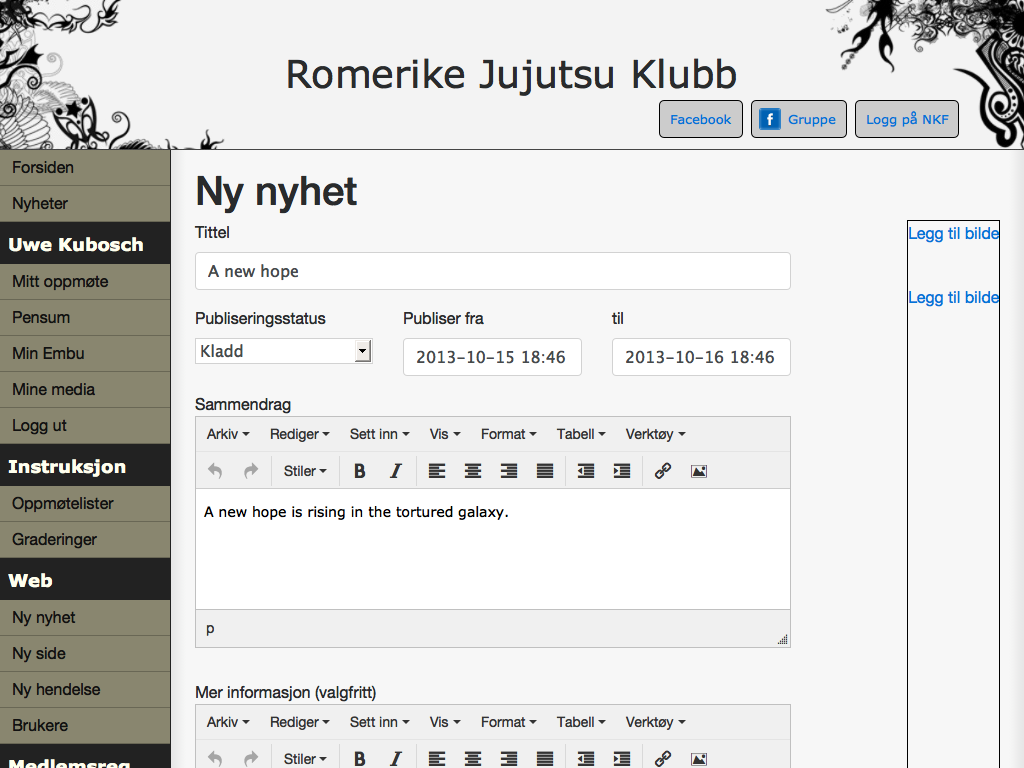 Romerike Jujutsu Klubb
Facebook
f Gruppe
Logg på NKF
Forsiden
Nyheter
Uwe Kubosch
Mitt oppmøte
Pensum
Min Embu
Mine media
Logg ut
Instruksjon
Oppmøtelister
Graderinger
Web
Ny nyhet
Ny side
Ny hendelse
Brukere
Medlemsreg
Ny nyhet
Tittel
A new hope
Publiseringsstatus
Publiser fra
til
Kladd
2013-10-15 18:46
2013-10-16 18:46
Sammendrag
Arkiv Rediger Sett inn Vis Format Tabell Verktøy
Stiler B I
A new hope is rising in the tortured galaxy.
p
Mer informasjon (valgfritt)
Arkiv Rediger Sett inn Vis Format Tabell Verktøy
Stiler B I
Legg til bilde
Legg til bilde